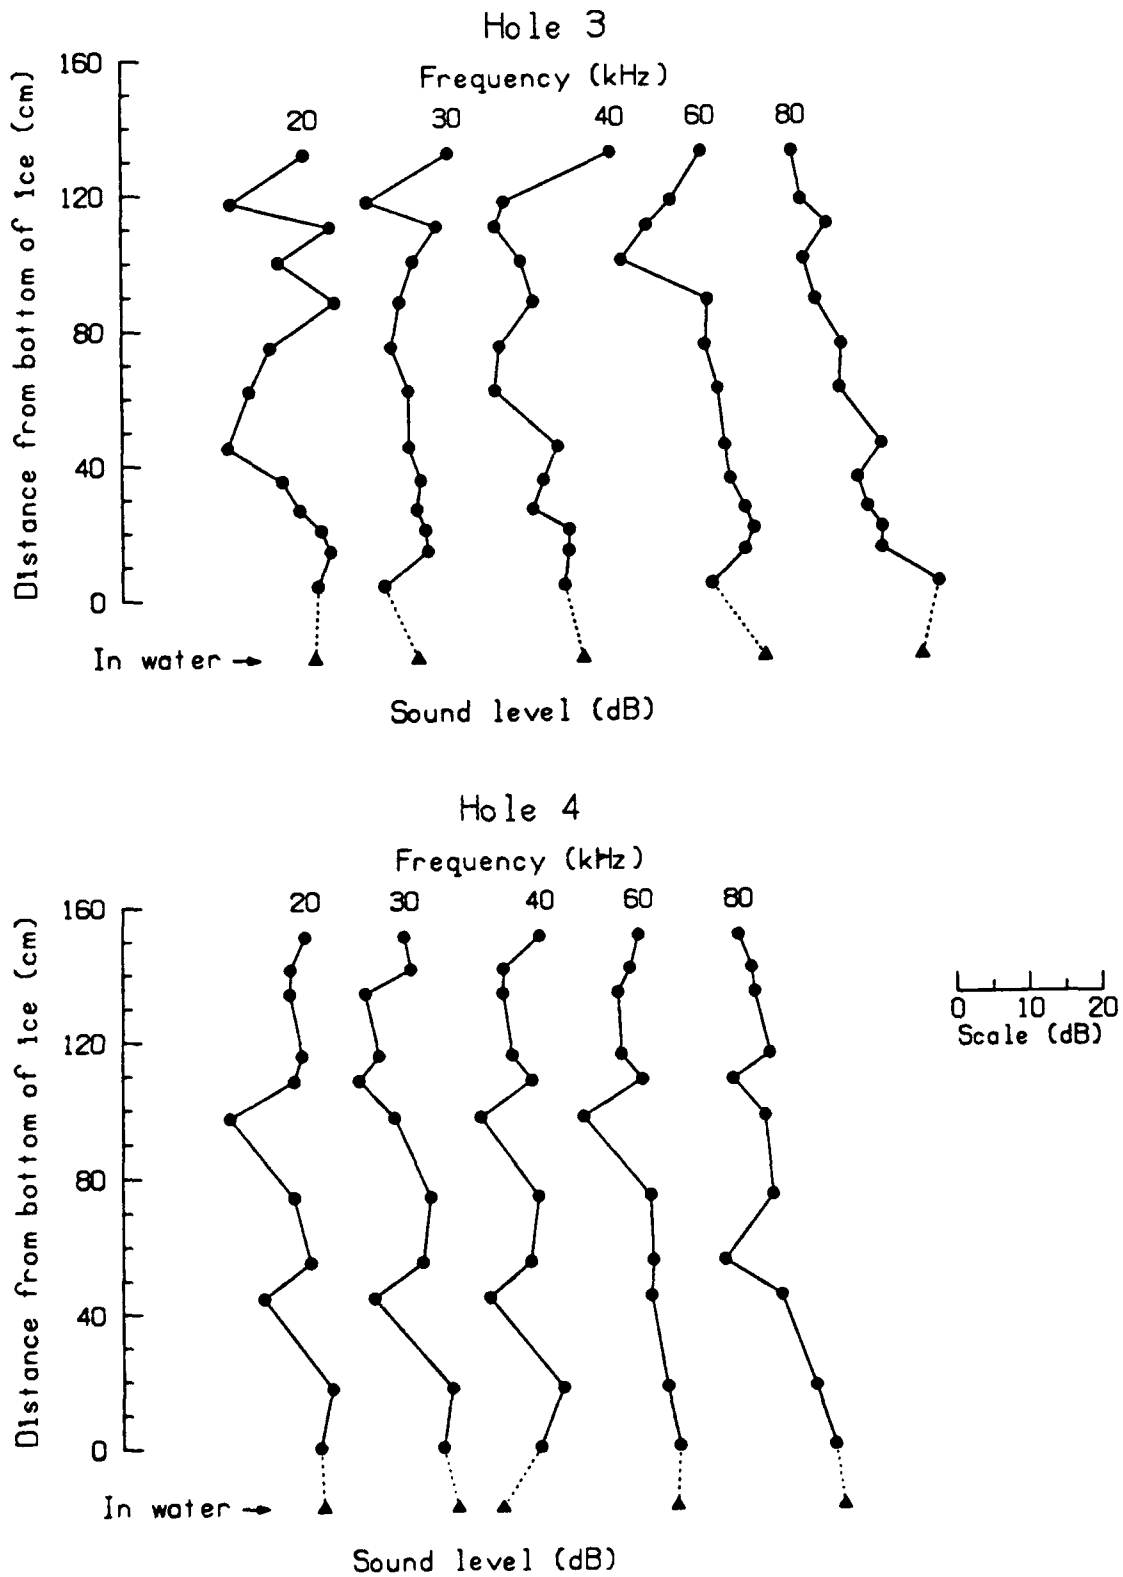 Hole 3
160
Frequency (kHz)
20 30 40 60 80
120
80
40
0
Distance from bottom of ice (cm)
In water →
Sound level (dB)
Hole 4
Frequency (kHz)
160 20 30 40 60 80
120
80
40
0
Distance from bottom of ice (cm)
0 10 20
Scale (dB)
In water →
Sound level (dB)